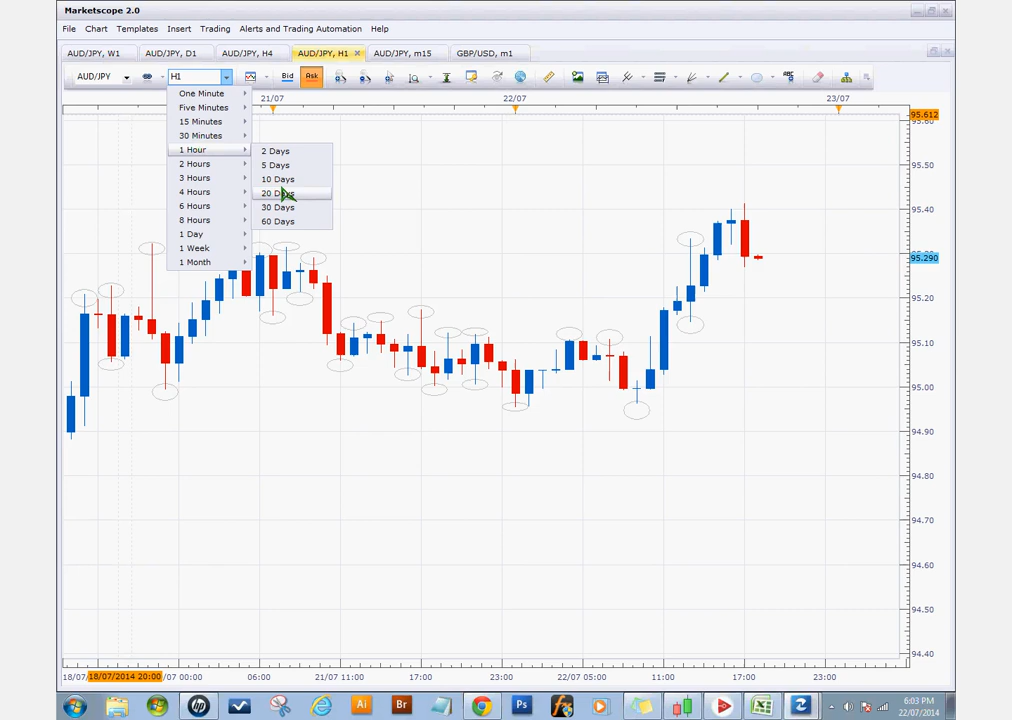 Marketscope 2.0
File Chart Templates Insert Trading Alerts and Trading Automation Help
AUD/JPY, W1 AUD/JPY, D1 AUD/JPY, H4 AUD/JPY, H1 AUD/JPY, m15 GBP/USD, m1
AUD/JPY H1 Bid Ask
21/07 22/07 23/07
One Minute
Five Minutes
15 Minutes
30 Minutes
1 Hour
2 Hours
3 Hours
4 Hours
6 Hours
8 Hours
1 Day
1 Week
1 Month
2 Days
5 Days
10 Days
20 Days
30 Days
60 Days
95.612
95.60
95.50
95.40
95.290
95.20
95.10
95.00
94.90
94.80
94.70
94.60
94.50
94.40
18/07 18/07/2014 20:00 /07 00:00 06:00 21/07 11:00 17:00 23:00 22/07 05:00 11:00 17:00 23:00
hp Ai Br Ps
6:03 PM
22/07/2014